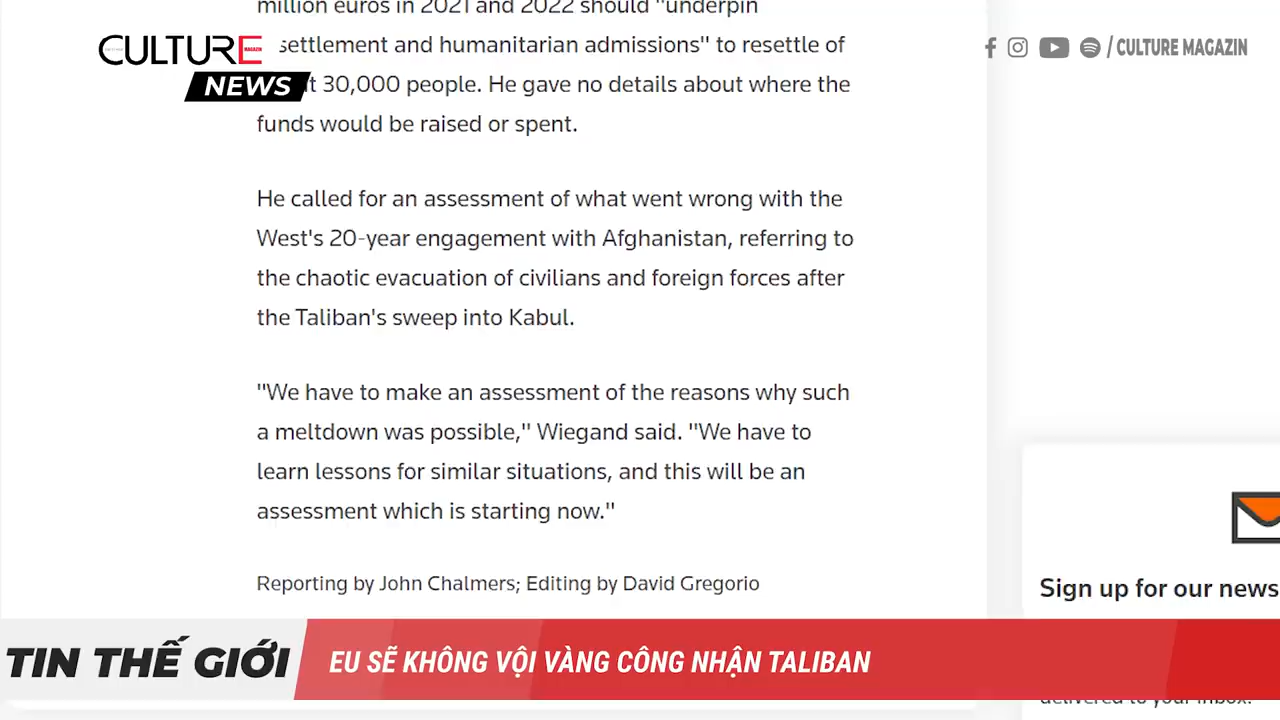 million euros in 2021 and 2022 should "underpin
CULTURE
MAGAZIN
NEWS
settlement and humanitarian admissions" to resettle of
/ CULTURE MAGAZIN
30,000 people. He gave no details about where the
funds would be raised or spent.
He called for an assessment of what went wrong with the
West's 20-year engagement with Afghanistan, referring to
the chaotic evacuation of civilians and foreign forces after
the Taliban's sweep into Kabul.
"We have to make an assessment of the reasons why such
a meltdown was possible," Wiegand said. "We have to
learn lessons for similar situations, and this will be an
assessment which is starting now."
Reporting by John Chalmers; Editing by David Gregorio
Sign up for our news
TIN THẾ GIỚI
EU SẼ KHÔNG VỘI VÀNG CÔNG NHẬN TALIBAN
delivered to your inbox.